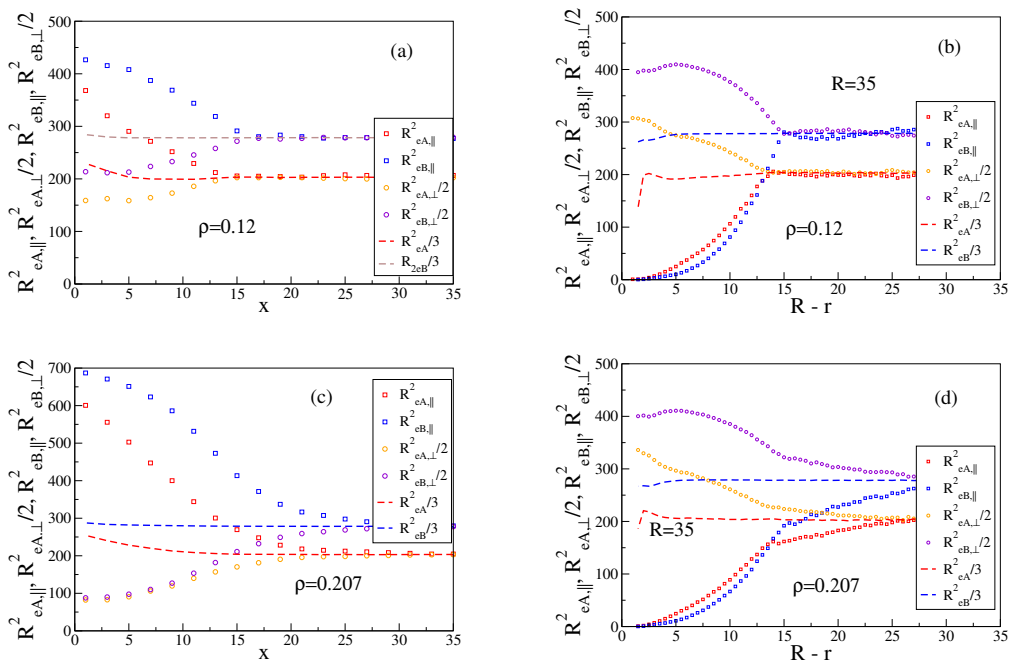 R²eA,||, R²eA,⊥/2, R²eB,||, R²eB,⊥/2
500
400
300
200
100
0
(a)
R²eA,||
R²eB,||
R²eA,⊥/2
R²eB,⊥/2
R²eA/3
R2eB/3
ρ=0.12
0 5 10 15 20 25 30 35
x
R²eA,||, R²eA,⊥/2, R²eB,||, R²eB,⊥/2
500
400
300
200
100
0
(b)
R=35
R²eA,||
R²eB,||
R²eA,⊥/2
R²eB,⊥/2
R²eA/3
R²eB/3
ρ=0.12
0 5 10 15 20 25 30 35
R - r
R²eA,||, R²eA,⊥/2, R²eB,||, R²eB,⊥/2
700
600
500
400
300
200
100
0
(c)
R²eA,||
R²eB,||
R²eA,⊥/2
R²eB,⊥/2
R²eA/3
R²eB/3
ρ=0.207
0 5 10 15 20 25 30 35
x
R²eA,||, R²eA,⊥/2, R²eB,||, R²eB,⊥/2
500
400
300
200
100
0
(d)
R=35
R²eA,||
R²eB,||
R²eA,⊥/2
R²eB,⊥/2
R²eA/3
R²eB/3
ρ=0.207
0 5 10 15 20 25 30 35
R - r